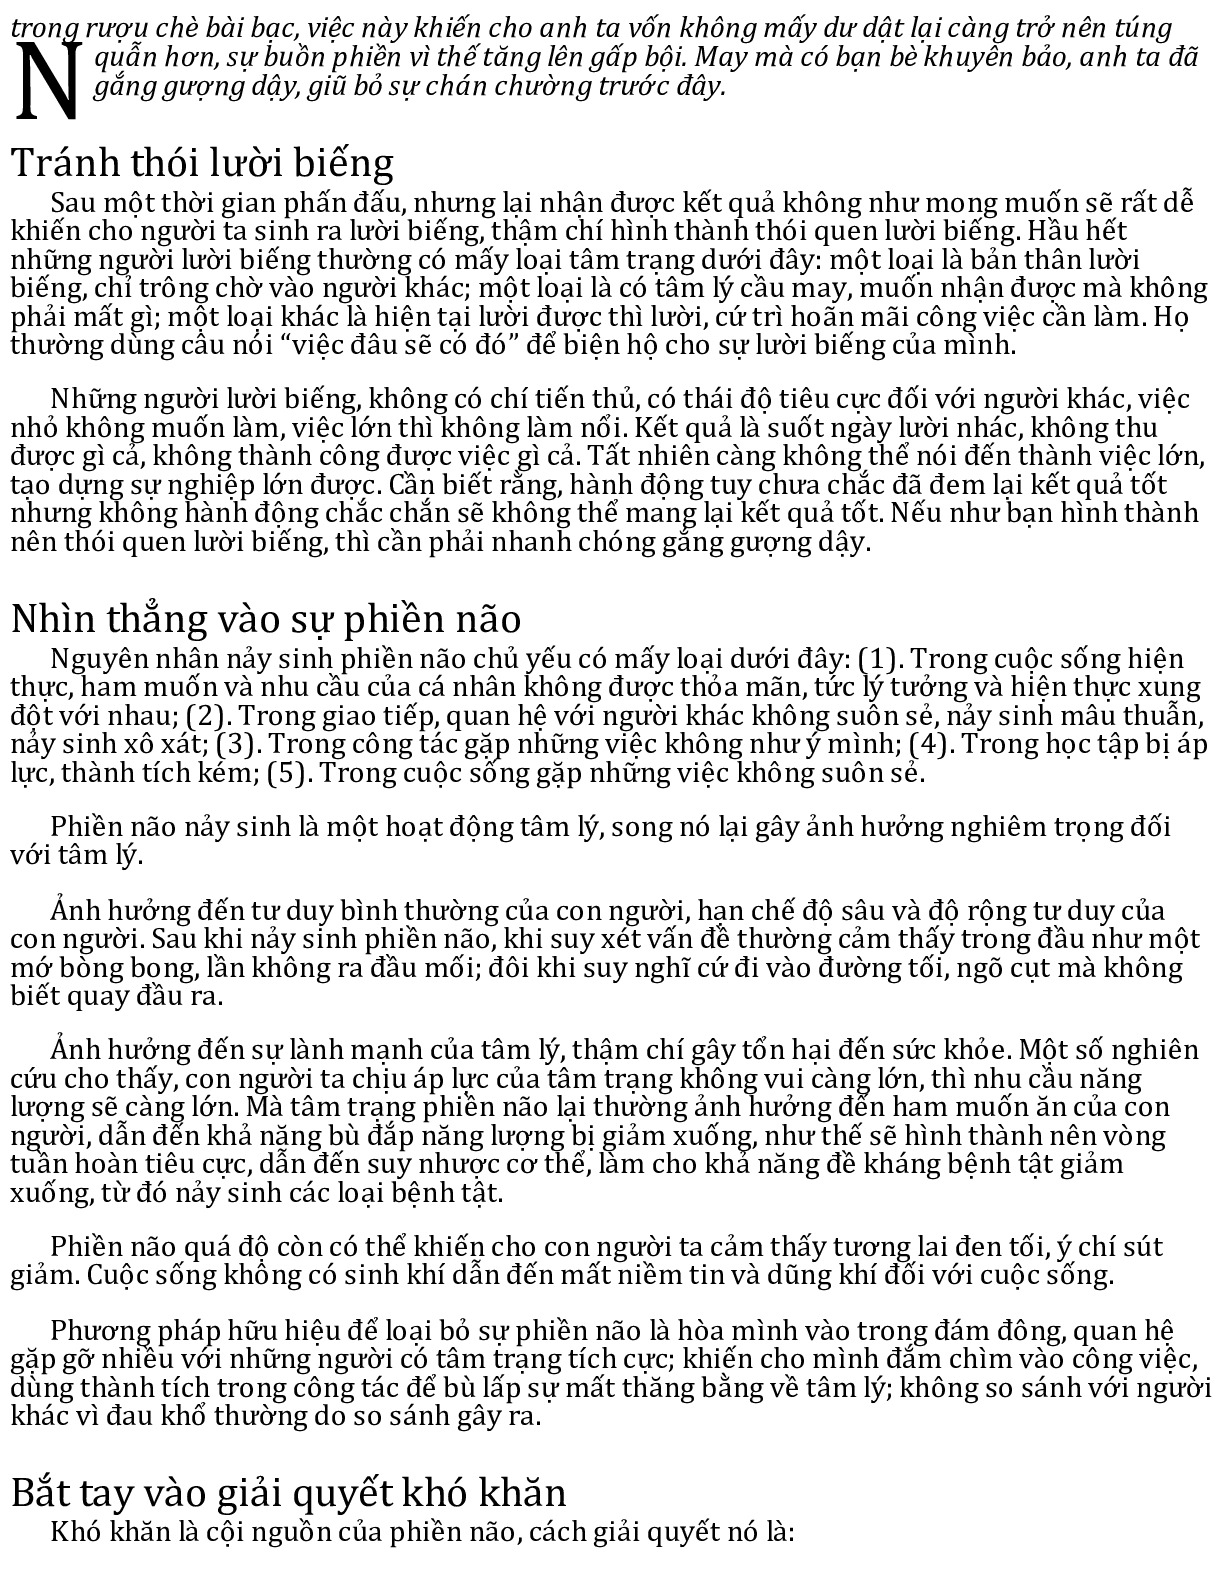 trong rượu chè bài bạc, việc này khiến cho anh ta vốn không mấy dư dật lại càng trở nên túng
N
quẫn hơn, sự buồn phiền vì thế tăng lên gấp bội. May mà có bạn bè khuyên bảo, anh ta đã
gắng gượng dậy, giũ bỏ sự chán chường trước đây.
Tránh thói lười biếng
Sau một thời gian phấn đấu, nhưng lại nhận được kết quả không như mong muốn sẽ rất dễ
khiến cho người ta sinh ra lười biếng, thậm chí hình thành thói quen lười biếng. Hầu hết
những người lười biếng thường có mấy loại tâm trạng dưới đây: một loại là bản thân lười
biếng, chỉ trông chờ vào người khác; một loại là có tâm lý cầu may, muốn nhận được mà không
phải mất gì; một loại khác là hiện tại lười được thì lười, cứ trì hoãn mãi công việc cần làm. Họ
thường dùng câu nói “việc đâu sẽ có đó” để biện hộ cho sự lười biếng của mình.
Những người lười biếng, không có chí tiến thủ, có thái độ tiêu cực đối với người khác, việc
nhỏ không muốn làm, việc lớn thì không làm nổi. Kết quả là suốt ngày lười nhác, không thu
được gì cả, không thành công được việc gì cả. Tất nhiên càng không thể nói đến thành việc lớn,
tạo dựng sự nghiệp lớn được. Cần biết rằng, hành động tuy chưa chắc đã đem lại kết quả tốt
nhưng không hành động chắc chắn sẽ không thể mang lại kết quả tốt. Nếu như bạn hình thành
nên thói quen lười biếng, thì cần phải nhanh chóng gắng gượng dậy.
Nhìn thẳng vào sự phiền não
Nguyên nhân nảy sinh phiền não chủ yếu có mấy loại dưới đây: (1). Trong cuộc sống hiện
thực, ham muốn và nhu cầu của cá nhân không được thỏa mãn, tức lý tưởng và hiện thực xung
đột với nhau; (2). Trong giao tiếp, quan hệ với người khác không suôn sẻ, nảy sinh mâu thuẫn,
nảy sinh xô xát; (3). Trong công tác gặp những việc không như ý mình; (4). Trong học tập bị áp
lực, thành tích kém; (5). Trong cuộc sống gặp những việc không suôn sẻ.
Phiền não nảy sinh là một hoạt động tâm lý, song nó lại gây ảnh hưởng nghiêm trọng đối
với tâm lý.
Ảnh hưởng đến tư duy bình thường của con người, hạn chế độ sâu và độ rộng tư duy của
con người. Sau khi nảy sinh phiền não, khi suy xét vấn đề thường cảm thấy trong đầu như một
mớ bòng bong, lần không ra đầu mối; đôi khi suy nghĩ cứ đi vào đường tối, ngõ cụt mà không
biết quay đầu ra.
Ảnh hưởng đến sự lành mạnh của tâm lý, thậm chí gây tổn hại đến sức khỏe. Một số nghiên
cứu cho thấy, con người ta chịu áp lực của tâm trạng không vui càng lớn, thì nhu cầu năng
lượng sẽ càng lớn. Mà tâm trạng phiền não lại thường ảnh hưởng đến ham muốn ăn của con
người, dẫn đến khả năng bù đắp năng lượng bị giảm xuống, như thế sẽ hình thành nên vòng
tuần hoàn tiêu cực, dẫn đến suy nhược cơ thể, làm cho khả năng đề kháng bệnh tật giảm
xuống, từ đó nảy sinh các loại bệnh tật.
Phiền não quá độ còn có thể khiến cho con người ta cảm thấy tương lai đen tối, ý chí sút
giảm. Cuộc sống không có sinh khí dẫn đến mất niềm tin và dũng khí đối với cuộc sống.
Phương pháp hữu hiệu để loại bỏ sự phiền não là hòa mình vào trong đám đông, quan hệ
gặp gỡ nhiều với những người có tâm trạng tích cực; khiến cho mình đắm chìm vào công việc,
dùng thành tích trong công tác để bù lấp sự mất thăng bằng về tâm lý; không so sánh với người
khác vì đau khổ thường do so sánh gây ra.
Bắt tay vào giải quyết khó khăn
Khó khăn là cội nguồn của phiền não, cách giải quyết nó là: